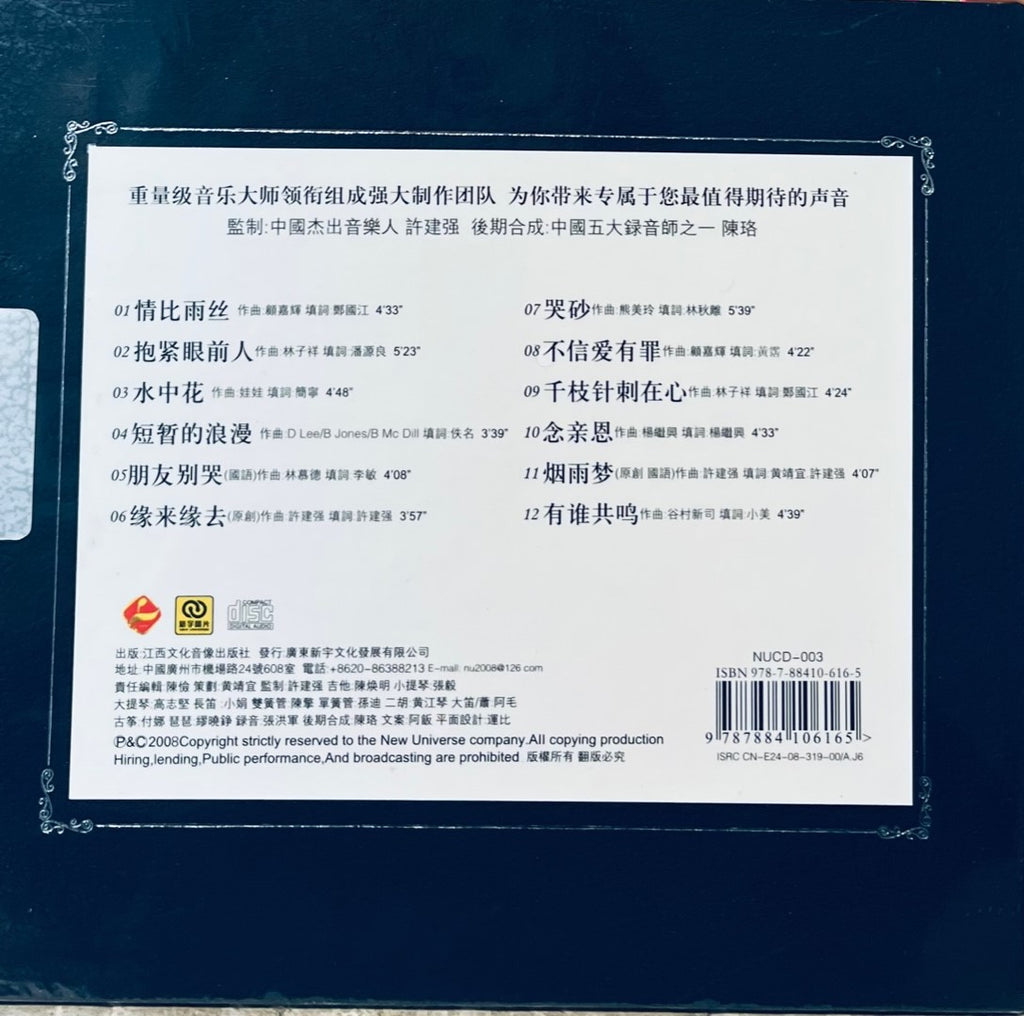 重量级音乐大师领衔组成强大制作团队 为你带来专属于您最值得期待的声音
監制:中國杰出音樂人 許建强 後期合成:中國五大録音師之一 陳珞
01 情比雨丝 作曲:顧嘉輝 填詞:鄭國江 4'33"
02 抱紧眼前人 作曲:林子祥 填詞:潘源良 5'23"
03 水中花 作曲:娃娃 填詞:簡寧 4'48"
04 短暂的浪漫 作曲:D Lee/B Jones/B Mc Dill 填詞:佚名 3'39"
05 朋友别哭(國語)作曲:林慕德 填詞:李敏 4'08"
06 缘来缘去(原創)作曲:許建强 填詞:許建强 3'57"
07 哭砂 作曲:熊美玲 填詞:林秋離 5'39"
08 不信爱有罪 作曲:顧嘉輝 填詞:黃霑 4'22"
09 千枝针刺在心 作曲:林子祥 填詞:鄭國江 4'24"
10 念亲恩 作曲:楊繼興 填詞:楊繼興 4'33"
11 烟雨梦(原創 國語)作曲:許建强 填詞:黄靖宜.許建强 4'07"
12 有谁共鸣 作曲:谷村新司 填詞:小美 4'39"
新宇唱片
NEW UNIVERSE
COMPACT
disc
DIGITAL AUDIO
出版:江西文化音像出版社 發行:廣東新宇文化發展有限公司
地址:中國廣州市機場路24號608室 電話:+8620-86388213 E-mail: nu2008@126 com
責任編輯:陳儉 策劃:黄靖宜 監制:許建强 吉他:陳焕明 小提琴:張毅
大提琴:高志堅 長笛:小娟 雙簧管:陳擎 單簧管:孫迪 二胡:黄江琴 大笛/蕭:阿毛
古筝:付娜 琵琶:繆曉錚 録音:張洪軍 後期合成:陳珞 文案:阿飯 平面設計:運比
℗&©2008Copyright strictly reserved to the New Universe company.All copying production
Hiring,lending,Public performance,And broadcasting are prohibited 版權所有 翻版必究
NUCD-003
ISBN 978-7-88410-616-5
9 787884 106165 >
ISRC CN-E24-08-319-00/A.J6